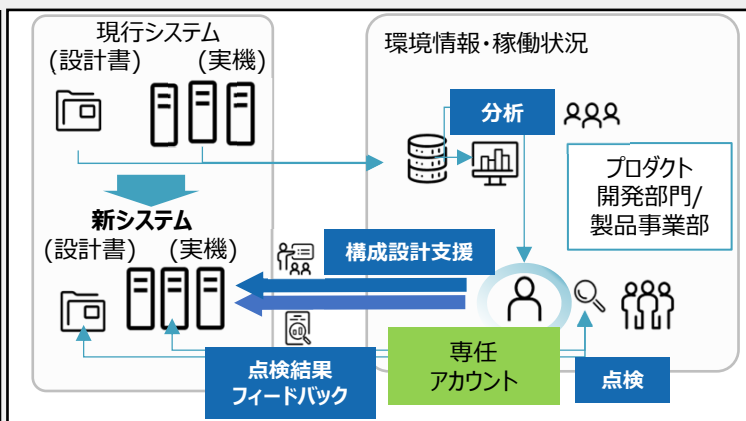 現行システム
(設計書) (実機)
新システム
(設計書) (実機)
環境情報・稼働状況
分析
プロダクト
開発部門/
製品事業部
構成設計支援
専任
アカウント
点検
点検結果
フィードバック